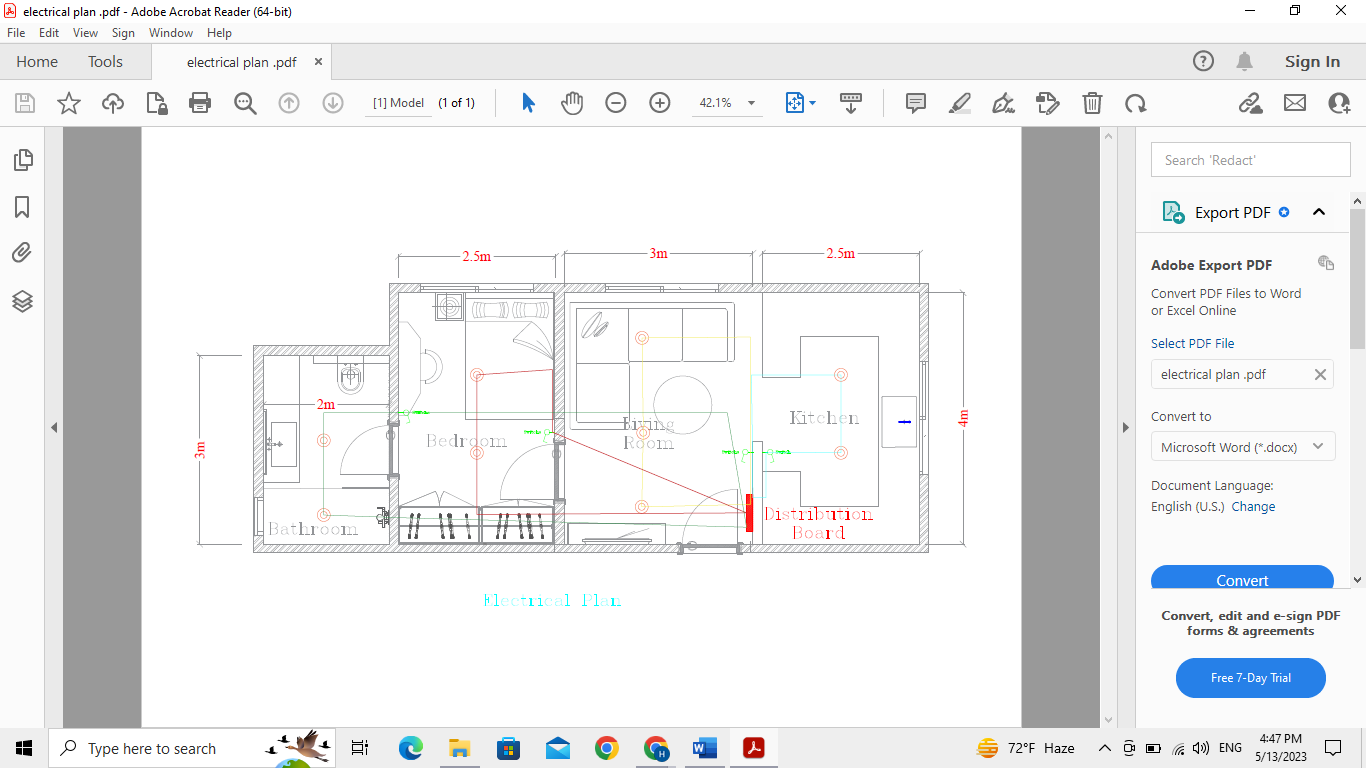 electrical plan .pdf - Adobe Acrobat Reader (64-bit)
File Edit View Sign Window Help
Home Tools electrical plan .pdf × Sign In
[1] Model (1 of 1) 42.1%
Search 'Redact'
Export PDF
Adobe Export PDF
Convert PDF Files to Word
or Excel Online
Select PDF File
electrical plan .pdf
Convert to
Microsoft Word (*.docx)
Document Language:
English (U.S.) Change
Convert
Convert, edit and e-sign PDF
forms & agreements
Free 7-Day Trial
2.5m 3m 2.5m
2m
3m
4m
Bedroom
Living
Room
Kitchen
Bathroom
Distribution
Board
Electrical Plan
Type here to search
72°F Haze
ENG
4:47 PM
5/13/2023